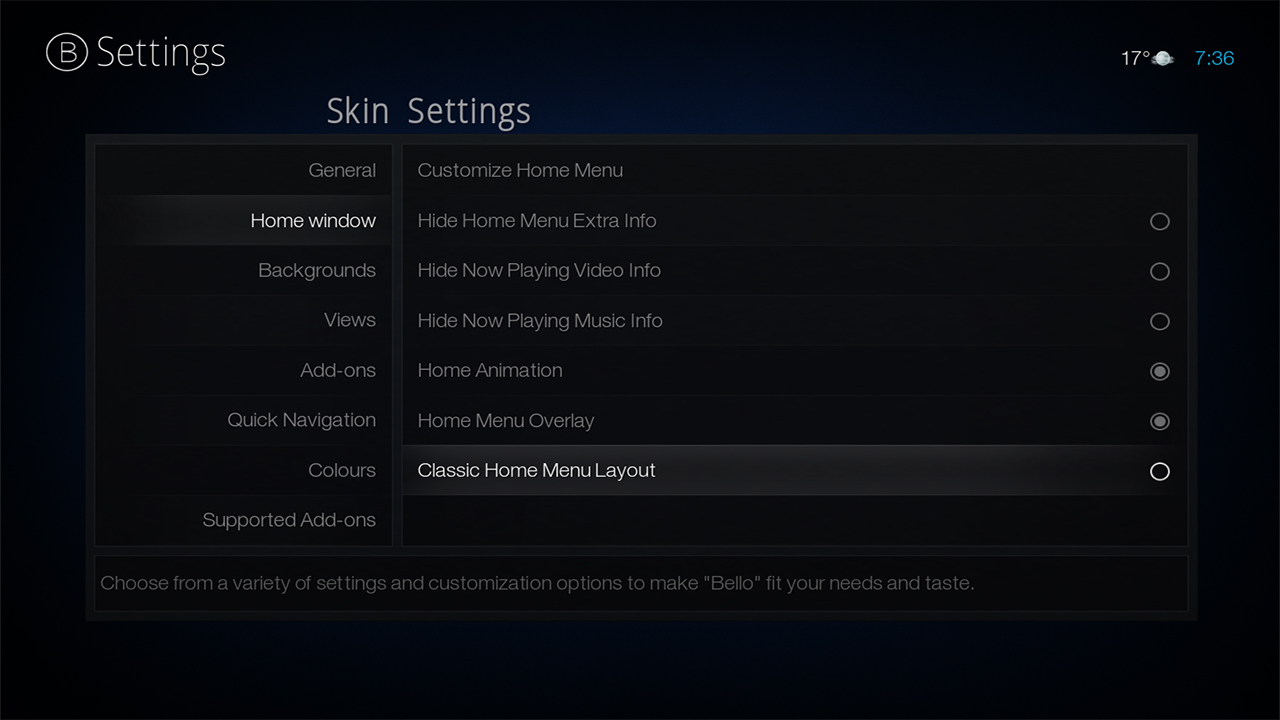 B Settings
17° 7:36
Skin Settings
General
Home window
Backgrounds
Views
Add-ons
Quick Navigation
Colours
Supported Add-ons
Customize Home Menu
Hide Home Menu Extra Info
Hide Now Playing Video Info
Hide Now Playing Music Info
Home Animation
Home Menu Overlay
Classic Home Menu Layout
Choose from a variety of settings and customization options to make "Bello" fit your needs and taste.